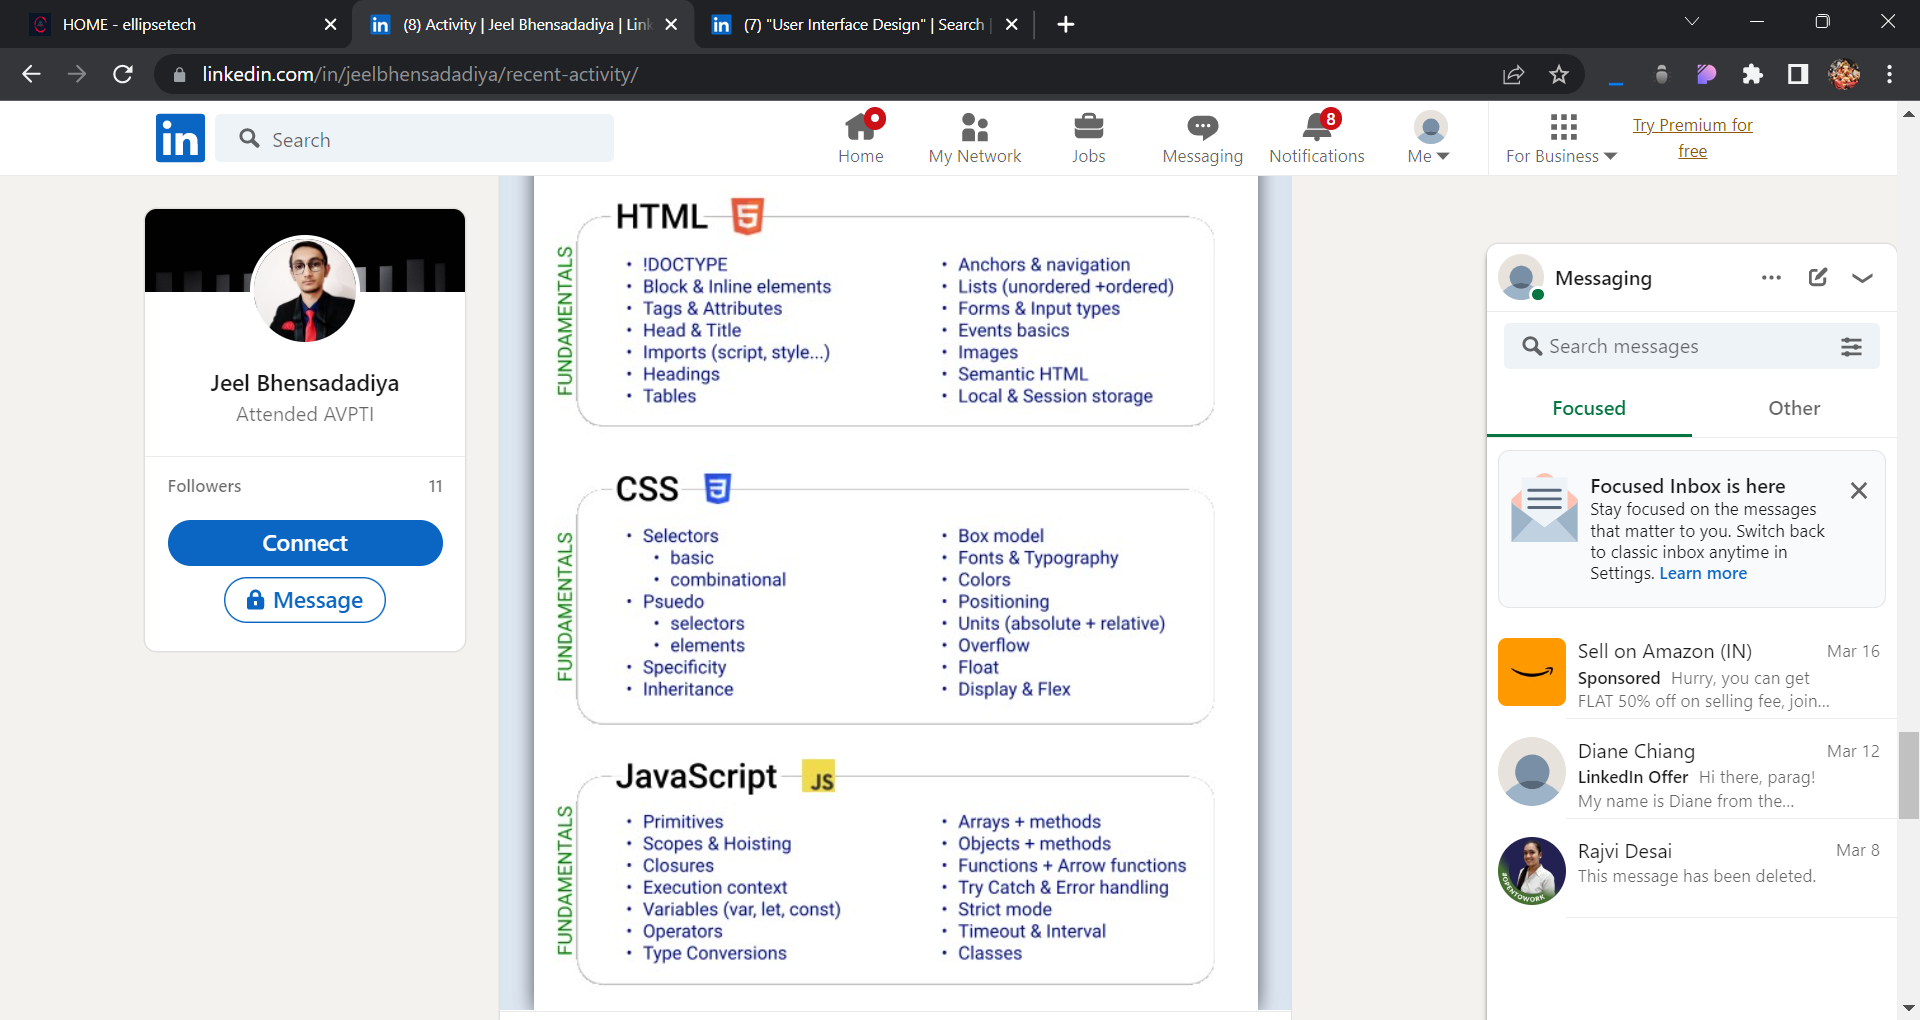 HOME - ellipsetech
in (8) Activity | Jeel Bhensadadiya | Link
in (7) "User Interface Design" | Search |
linkedin.com/in/jeelbhensadadiya/recent-activity/
in
Search
Home
My Network
Jobs
Messaging
8
Notifications
Me
For Business
Try Premium for
free
Jeel Bhensadadiya
Attended AVPTI
Followers 11
Connect
Message
HTML 5
FUNDAMENTALS
• !DOCTYPE
• Block & Inline elements
• Tags & Attributes
• Head & Title
• Imports (script, style...)
• Headings
• Tables
• Anchors & navigation
• Lists (unordered +ordered)
• Forms & Input types
• Events basics
• Images
• Semantic HTML
• Local & Session storage
CSS 3
FUNDAMENTALS
• Selectors
• basic
• combinational
• Psuedo
• selectors
• elements
• Specificity
• Inheritance
• Box model
• Fonts & Typography
• Colors
• Positioning
• Units (absolute + relative)
• Overflow
• Float
• Display & Flex
JavaScript JS
FUNDAMENTALS
• Primitives
• Scopes & Hoisting
• Closures
• Execution context
• Variables (var, let, const)
• Operators
• Type Conversions
• Arrays + methods
• Objects + methods
• Functions + Arrow functions
• Try Catch & Error handling
• Strict mode
• Timeout & Interval
• Classes
Messaging
Search messages
Focused Other
Focused Inbox is here
Stay focused on the messages
that matter to you. Switch back
to classic inbox anytime in
Settings. Learn more
Sell on Amazon (IN) Mar 16
Sponsored Hurry, you can get
FLAT 50% off on selling fee, join...
Diane Chiang Mar 12
LinkedIn Offer Hi there, parag!
My name is Diane from the...
Rajvi Desai Mar 8
This message has been deleted.
#OPENTOWORK